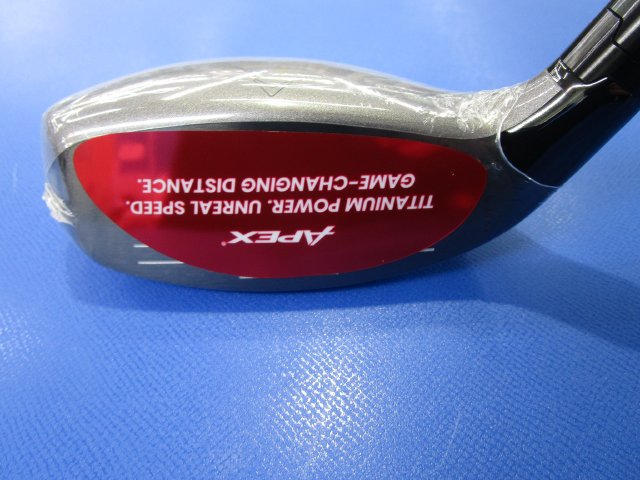 APEX®
TITANIUM POWER. UNREAL SPEED.
GAME-CHANGING DISTANCE.